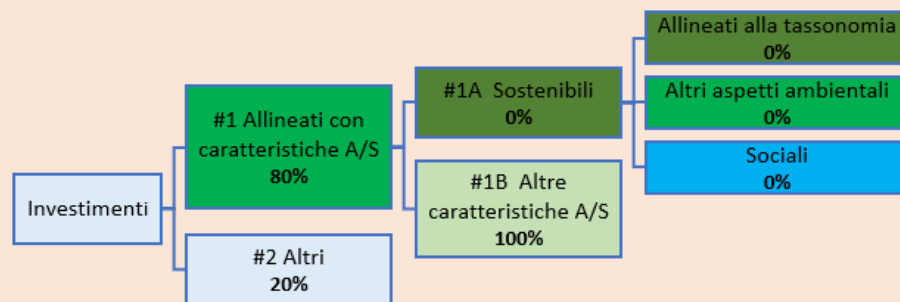 Investimenti
#1 Allineati con
caratteristiche A/S
80%
#2 Altri
20%
#1A Sostenibili
0%
#1B Altre
caratteristiche A/S
100%
Allineati alla tassonomia
0%
Altri aspetti ambientali
0%
Sociali
0%